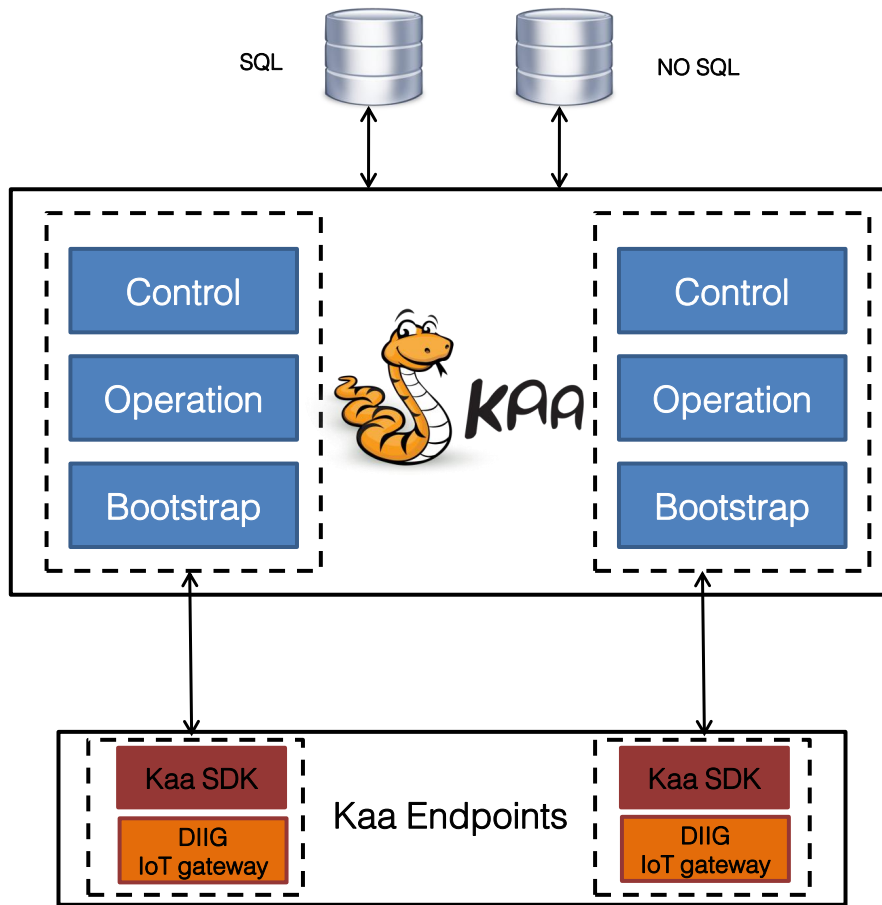 SQL
NO SQL
Control
Operation
Bootstrap
KAA
Control
Operation
Bootstrap
Kaa SDK
DIIG
IoT gateway
Kaa Endpoints
Kaa SDK
DIIG
IoT gateway